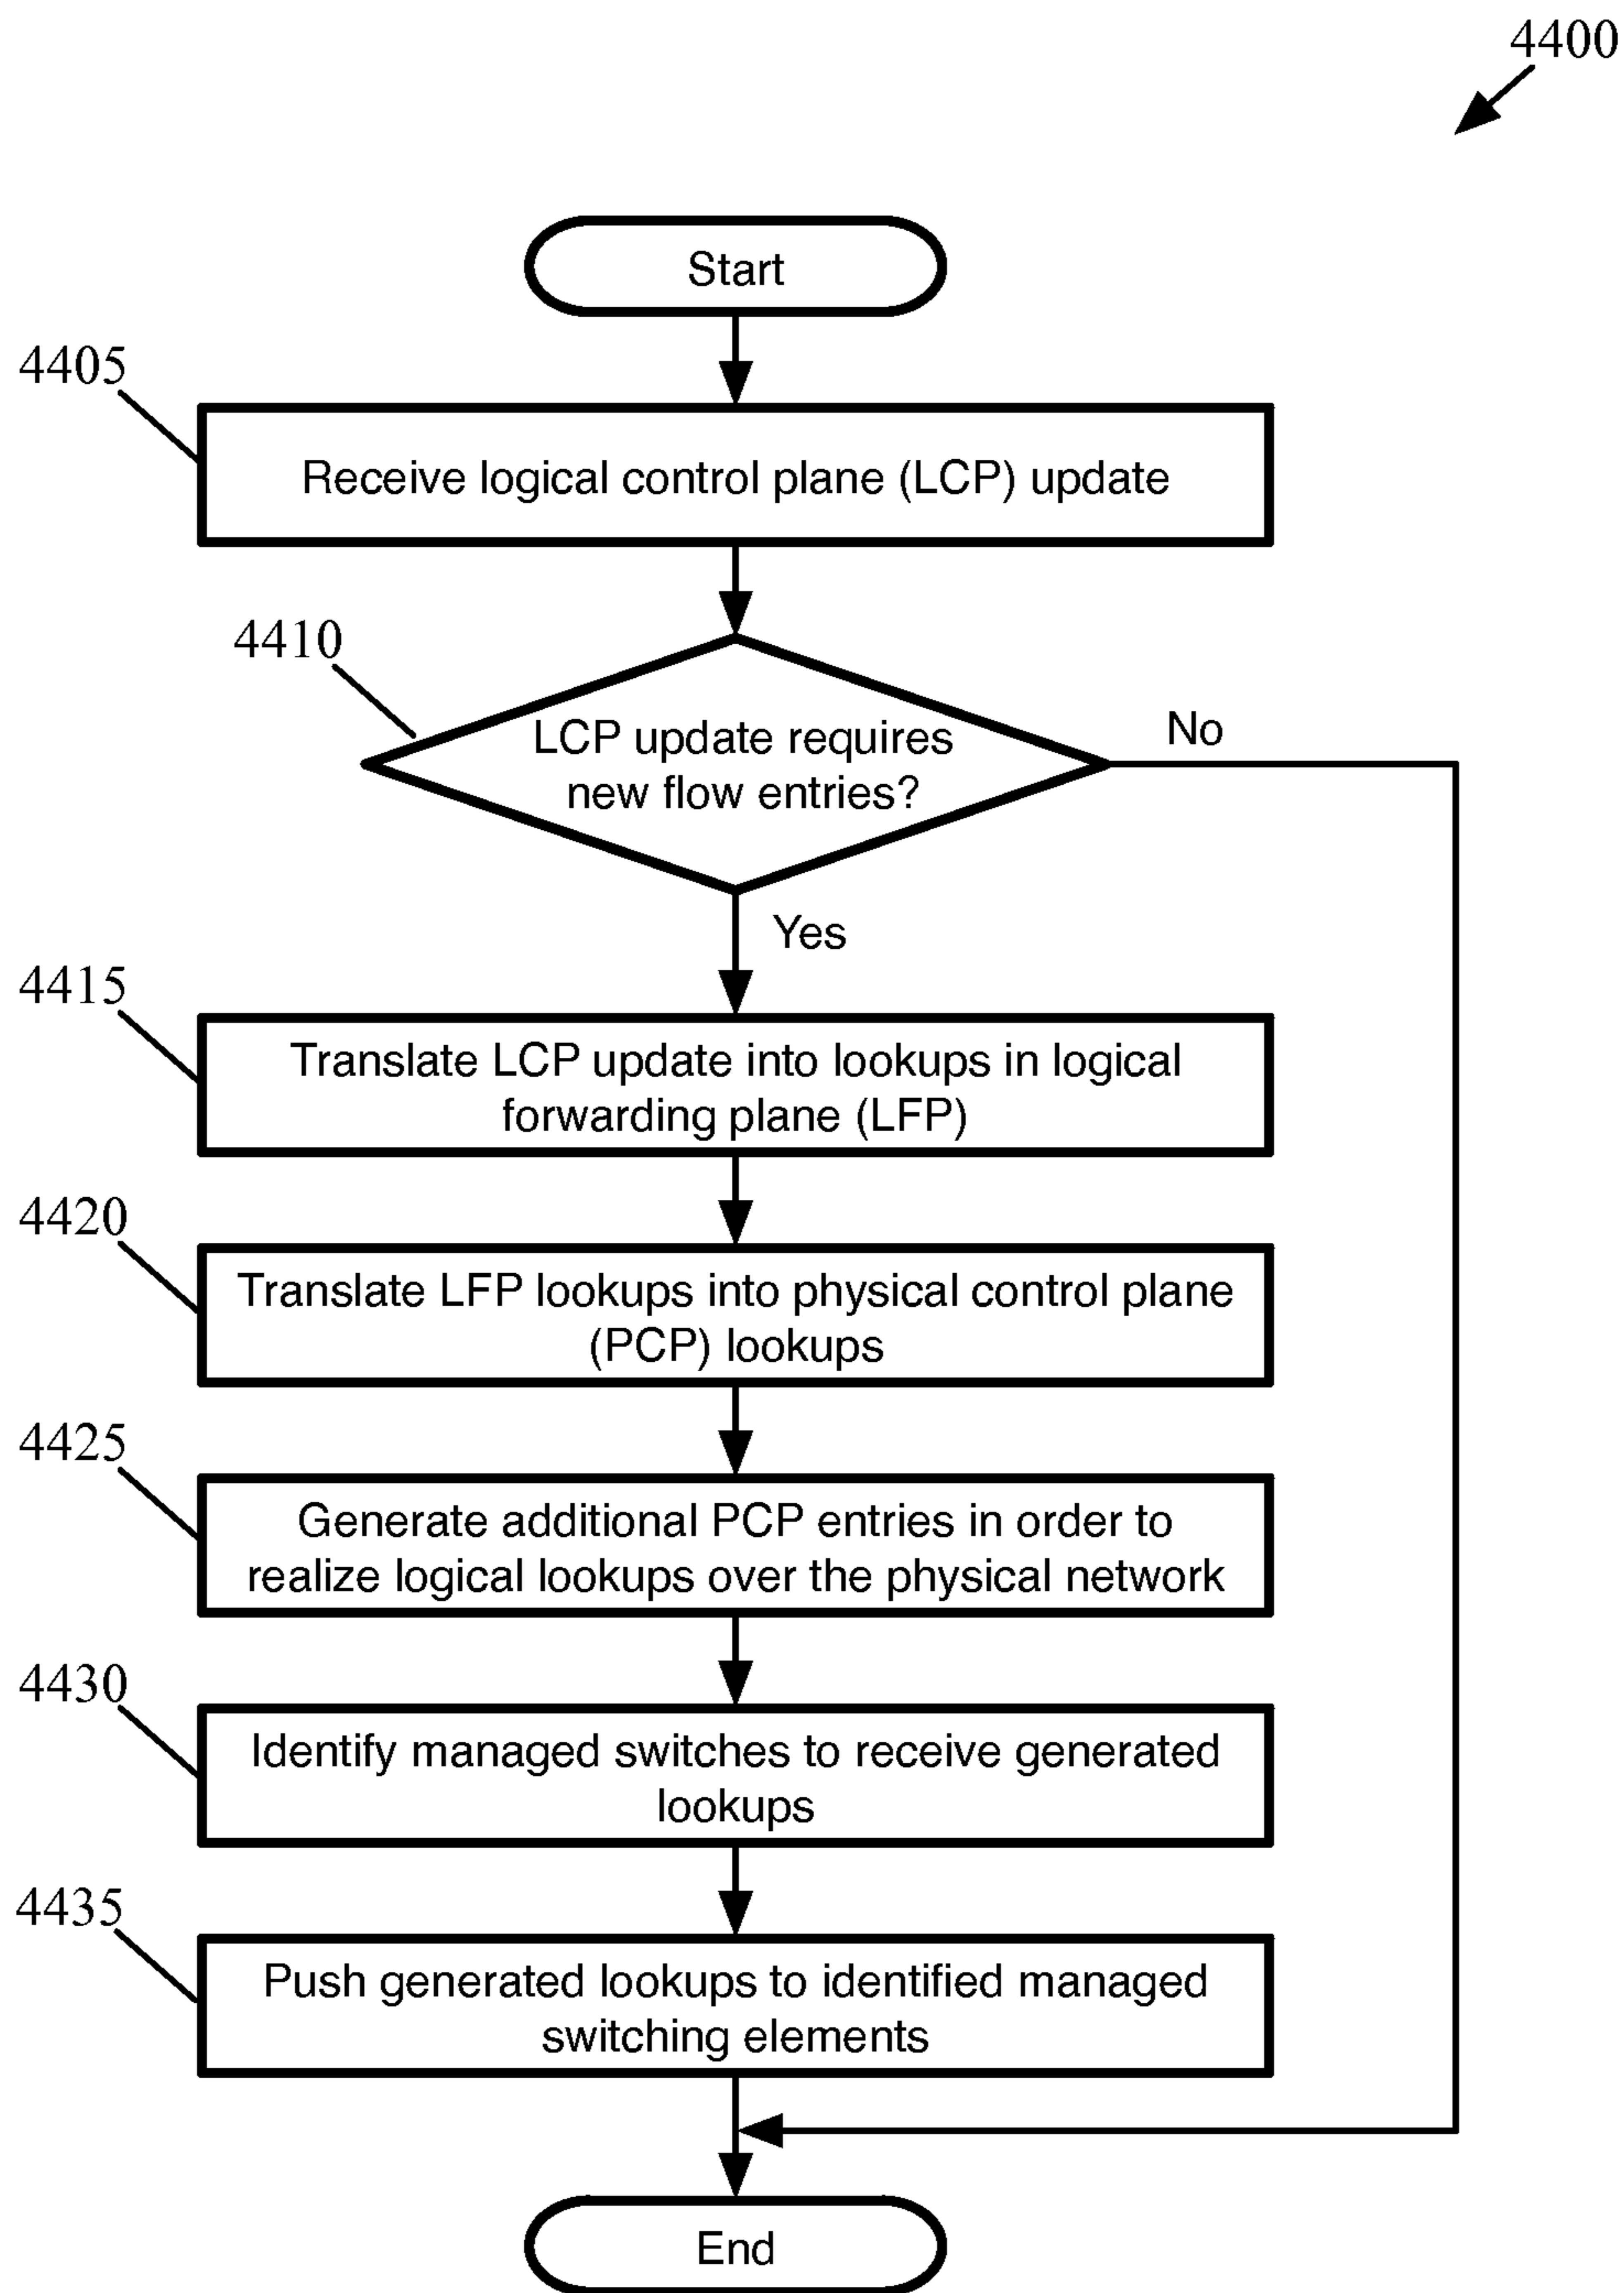 4400
Start
4405
Receive logical control plane (LCP) update
4410
LCP update requires
new flow entries?
No
Yes
4415
Translate LCP update into lookups in logical
forwarding plane (LFP)
4420
Translate LFP lookups into physical control plane
(PCP) lookups
4425
Generate additional PCP entries in order to
realize logical lookups over the physical network
4430
Identify managed switches to receive generated
lookups
4435
Push generated lookups to identified managed
switching elements
End